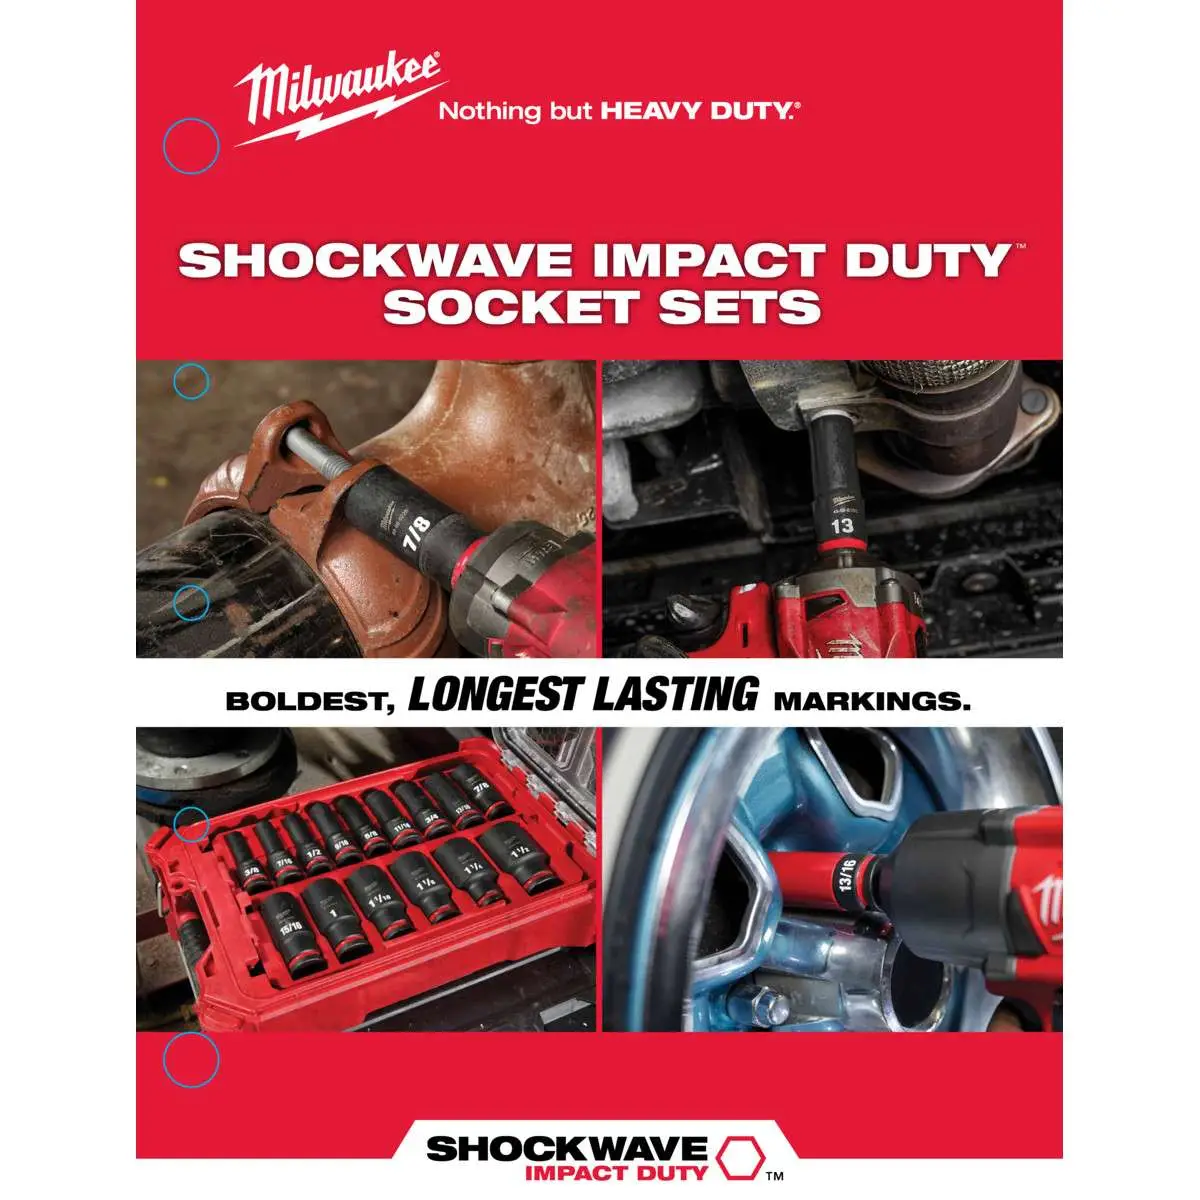 Milwaukee®
Nothing but HEAVY DUTY.®
SHOCKWAVE IMPACT DUTY™
SOCKET SETS
Milwaukee
7/8
Milwaukee
13
BOLDEST, LONGEST LASTING MARKINGS.
3/8
7/16
1/2
9/16
5/8
11/16
3/4
13/16
7/8
15/16
1
1 1/16
1 1/8
1 1/4
1 1/2
13/16
SHOCKWAVE
IMPACT DUTY™